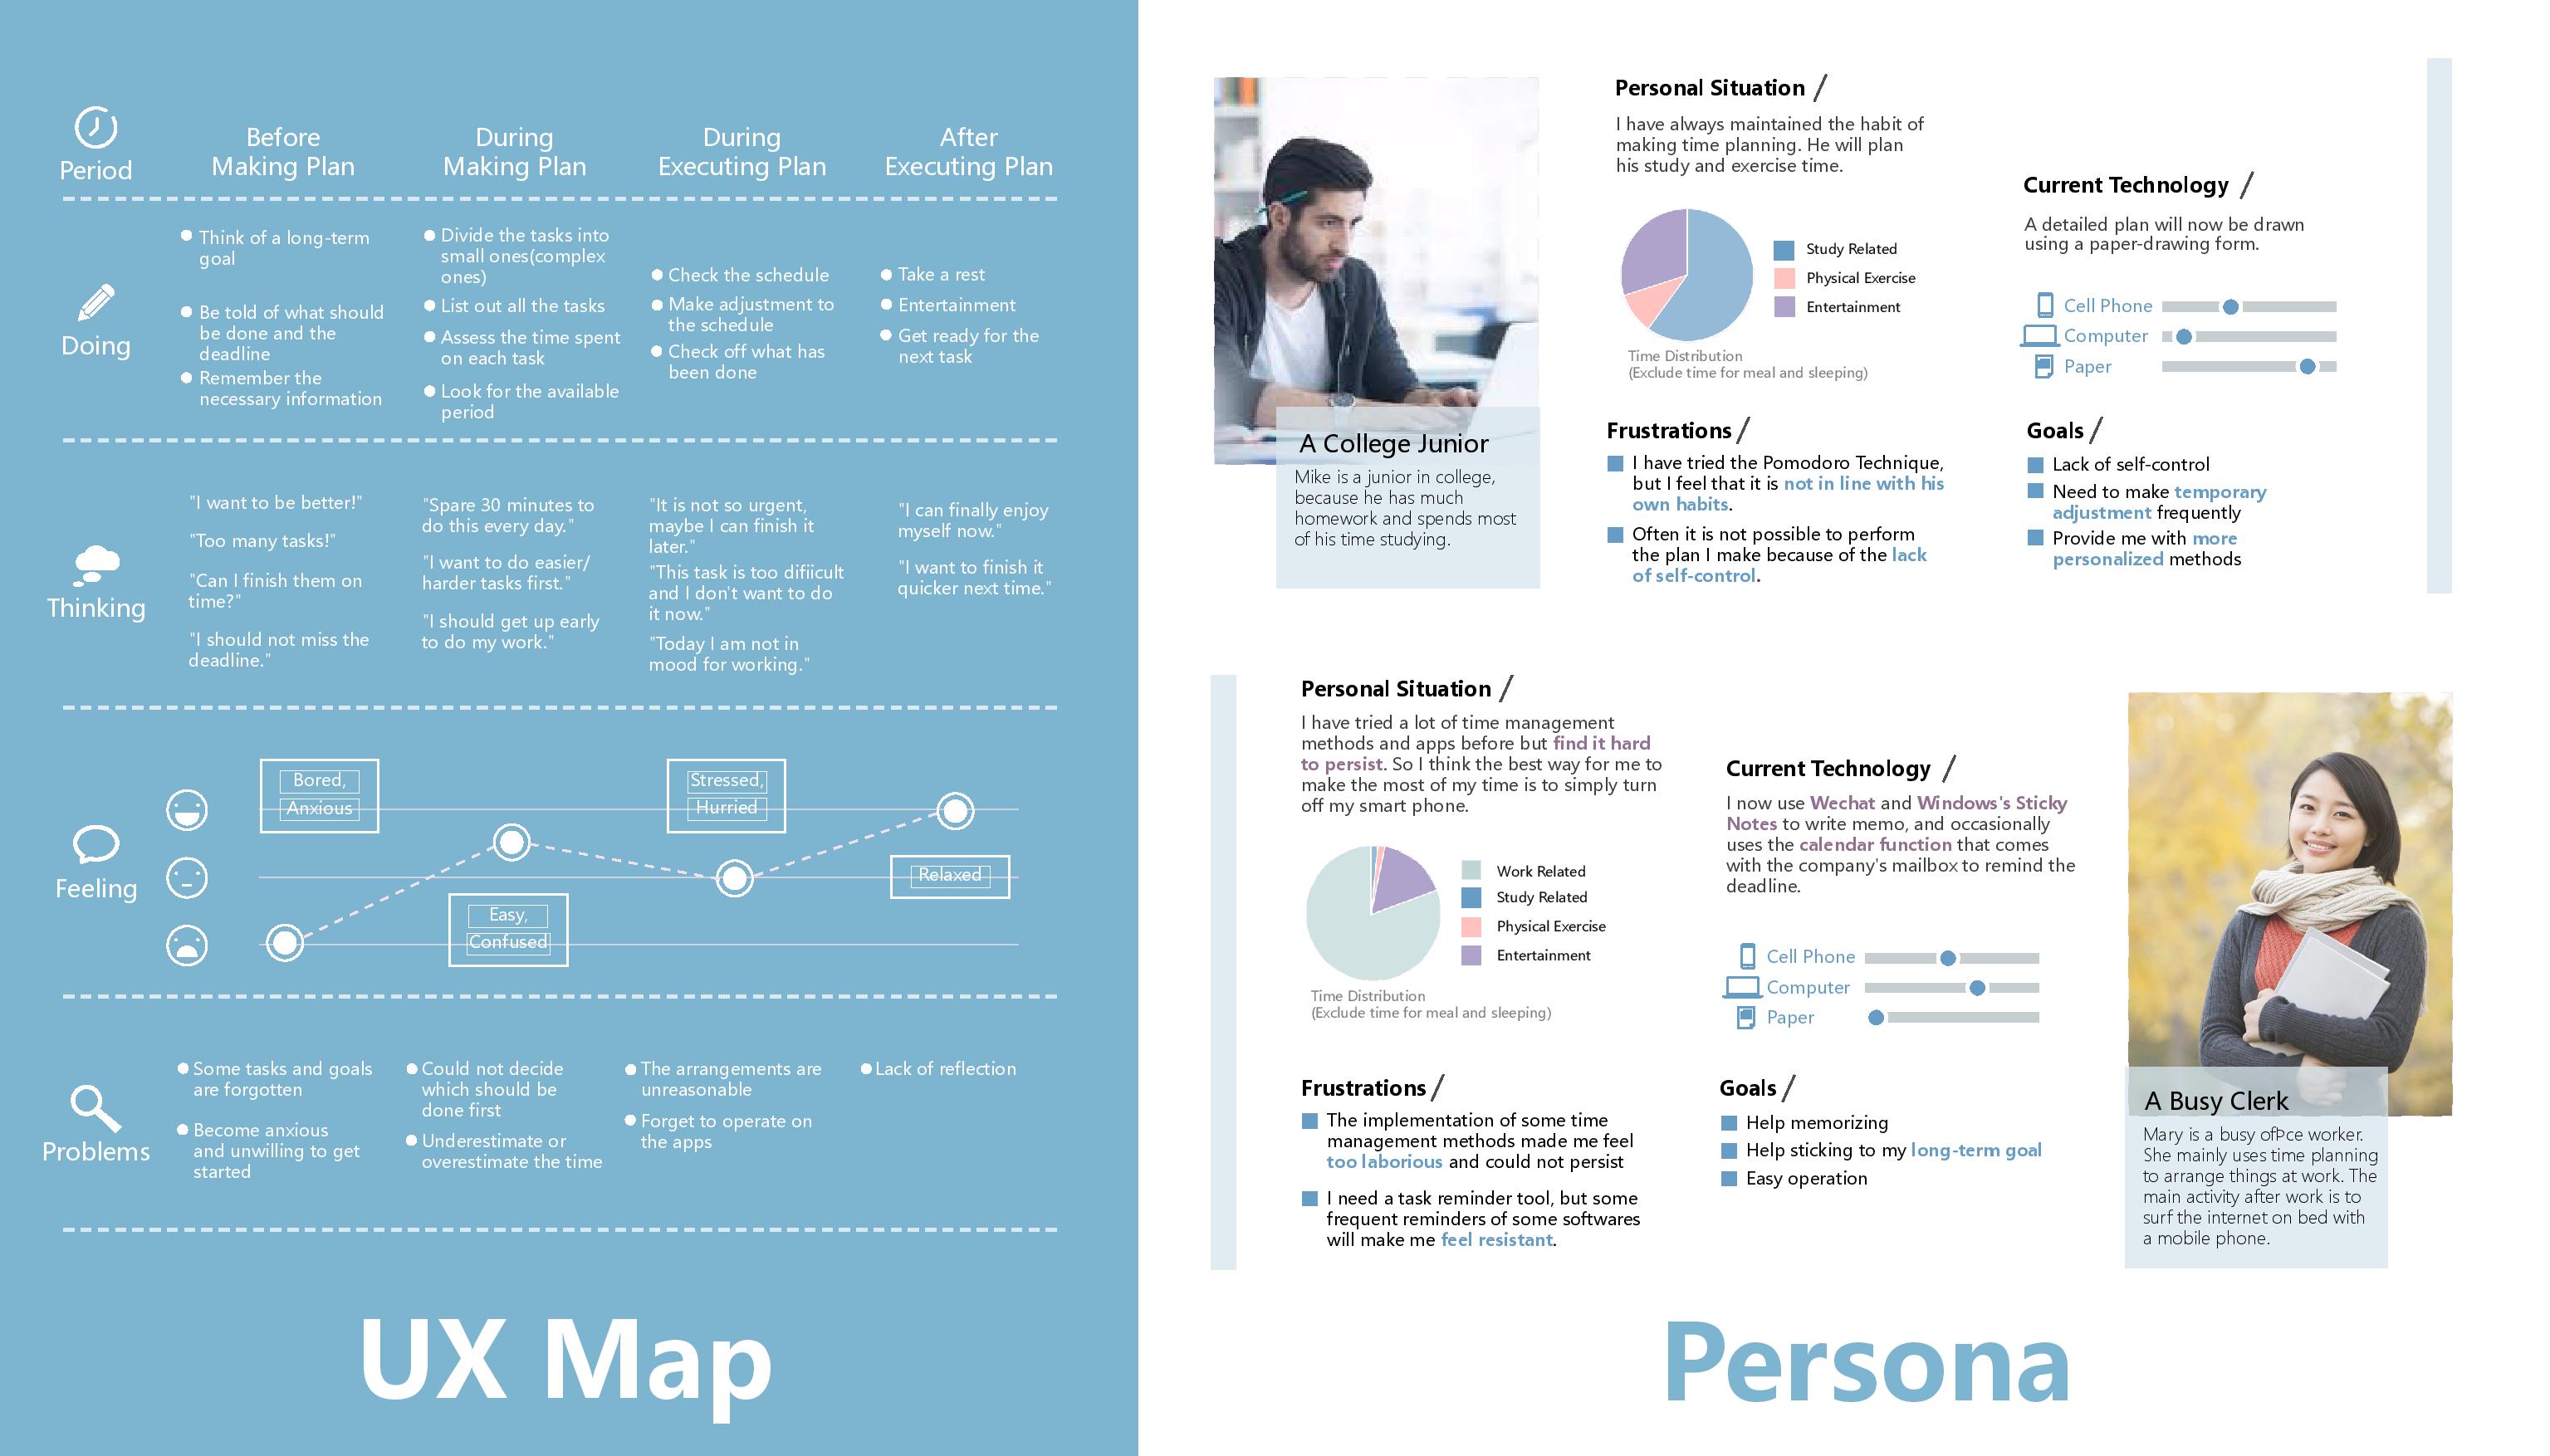 Period
Before
Making Plan
During
Making Plan
During
Executing Plan
After
Executing Plan
Doing
Think of a long-term
goal
Be told of what should
be done and the
deadline
Remember the
necessary information
Divide the tasks into
small ones(complex
ones)
List out all the tasks
Assess the time spent
on each task
Look for the available
period
Check the schedule
Make adjustment to
the schedule
Check off what has
been done
Take a rest
Entertainment
Get ready for the
next task
Thinking
"I want to be better!"
"Too many tasks!"
"Can I finish them on
time?"
"I should not miss the
deadline."
"Spare 30 minutes to
do this every day."
"I want to do easier/
harder tasks first."
"I should get up early
to do my work."
"It is not so urgent,
maybe I can finish it
later."
"This task is too difiicult
and I don't want to do
it now."
"Today I am not in
mood for working."
"I can finally enjoy
myself now."
"I want to finish it
quicker next time."
Feeling
Bored,
Anxious
Easy,
Confused
Stressed,
Hurried
Relaxed
Problems
Some tasks and goals
are forgotten
Become anxious
and unwilling to get
started
Could not decide
which should be
done first
Underestimate or
overestimate the time
The arrangements are
unreasonable
Forget to operate on
the apps
Lack of reflection
UX Map
A College Junior
Mike is a junior in college,
because he has much
homework and spends most
of his time studying.
Personal Situation /
I have always maintained the habit of
making time planning. He will plan
his study and exercise time.
Study Related
Physical Exercise
Entertainment
Time Distribution
(Exclude time for meal and sleeping)
Current Technology /
A detailed plan will now be drawn
using a paper-drawing form.
Cell Phone
Computer
Paper
Frustrations /
I have tried the Pomodoro Technique,
but I feel that it is not in line with his
own habits.
Often it is not possible to perform
the plan I make because of the lack
of self-control.
Goals /
Lack of self-control
Need to make temporary
adjustment frequently
Provide me with more
personalized methods
Personal Situation /
I have tried a lot of time management
methods and apps before but find it hard
to persist. So I think the best way for me to
make the most of my time is to simply turn
off my smart phone.
Work Related
Study Related
Physical Exercise
Entertainment
Time Distribution
(Exclude time for meal and sleeping)
Current Technology /
I now use Wechat and Windows's Sticky
Notes to write memo, and occasionally
uses the calendar function that comes
with the company's mailbox to remind the
deadline.
Cell Phone
Computer
Paper
Frustrations /
The implementation of some time
management methods made me feel
too laborious and could not persist
I need a task reminder tool, but some
frequent reminders of some softwares
will make me feel resistant.
Goals /
Help memorizing
Help sticking to my long-term goal
Easy operation
A Busy Clerk
Mary is a busy ofÞce worker.
She mainly uses time planning
to arrange things at work. The
main activity after work is to
surf the internet on bed with
a mobile phone.
Persona